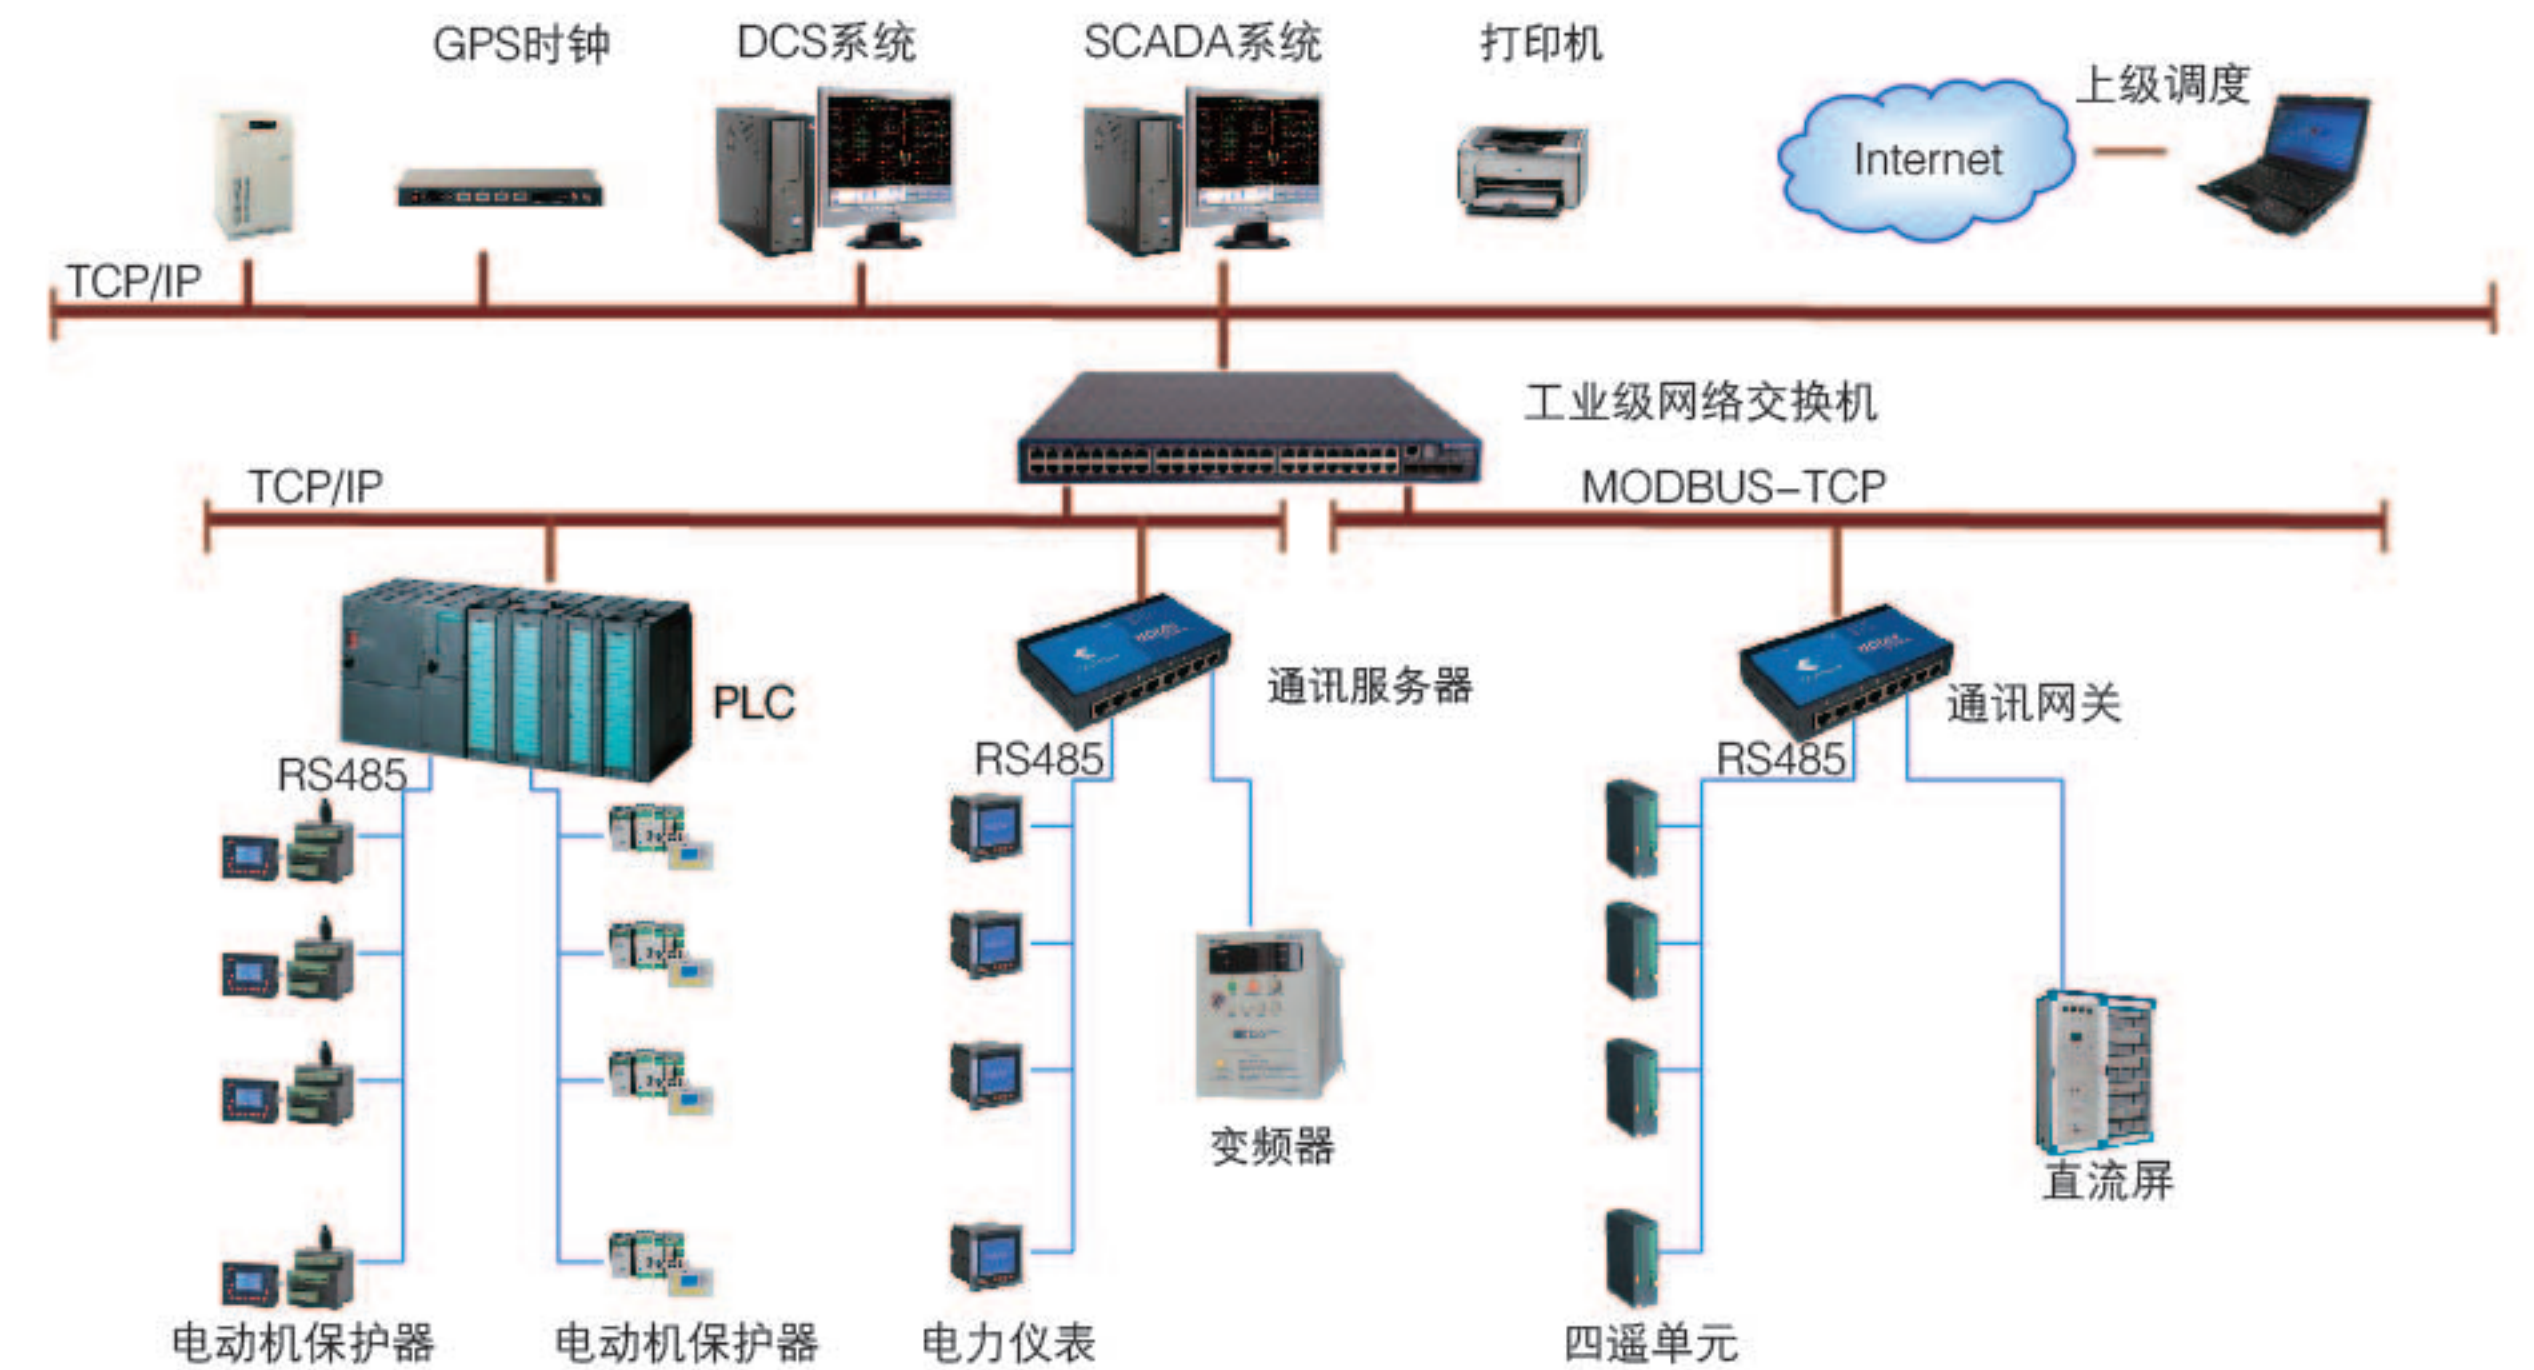 GPS时钟
DCS系统
SCADA系统
打印机
上级调度
Internet
TCP/IP
工业级网络交换机
TCP/IP
MODBUS-TCP
PLC
通讯服务器
通讯网关
RS485
RS485
RS485
变频器
直流屏
电动机保护器
电动机保护器
电力仪表
四遥单元